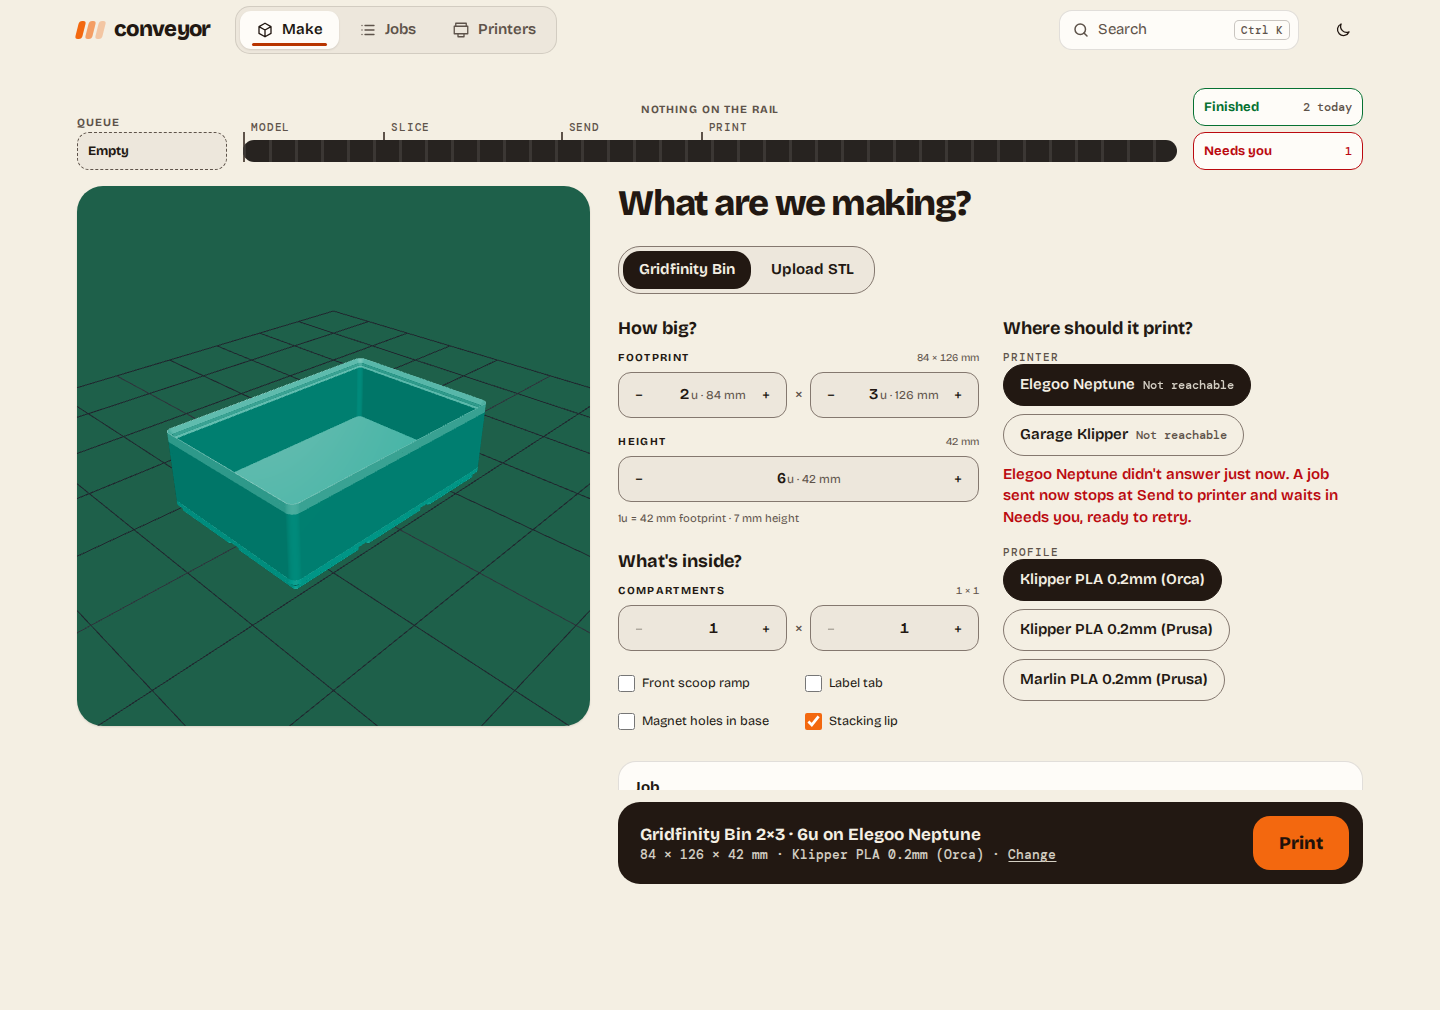 conveyor
Make
Jobs
Printers
Search
Ctrl K
QUEUE
Empty
NOTHING ON THE RAIL
MODEL
SLICE
SEND
PRINT
Finished 2 today
Needs you 1
What are we making?
Gridfinity Bin
Upload STL
How big?
FOOTPRINT 84 × 126 mm
− 2 u · 84 mm + × − 3 u · 126 mm +
HEIGHT 42 mm
− 6 u · 42 mm +
1u = 42 mm footprint · 7 mm height
What's inside?
COMPARTMENTS 1 × 1
− 1 + × − 1 +
Front scoop ramp
Label tab
Magnet holes in base
Stacking lip
Where should it print?
PRINTER
Elegoo Neptune Not reachable
Garage Klipper Not reachable
Elegoo Neptune didn't answer just now. A job
sent now stops at Send to printer and waits in
Needs you, ready to retry.
PROFILE
Klipper PLA 0.2mm (Orca)
Klipper PLA 0.2mm (Prusa)
Marlin PLA 0.2mm (Prusa)
Job
Gridfinity Bin 2×3 · 6u on Elegoo Neptune
84 × 126 × 42 mm · Klipper PLA 0.2mm (Orca) · Change
Print